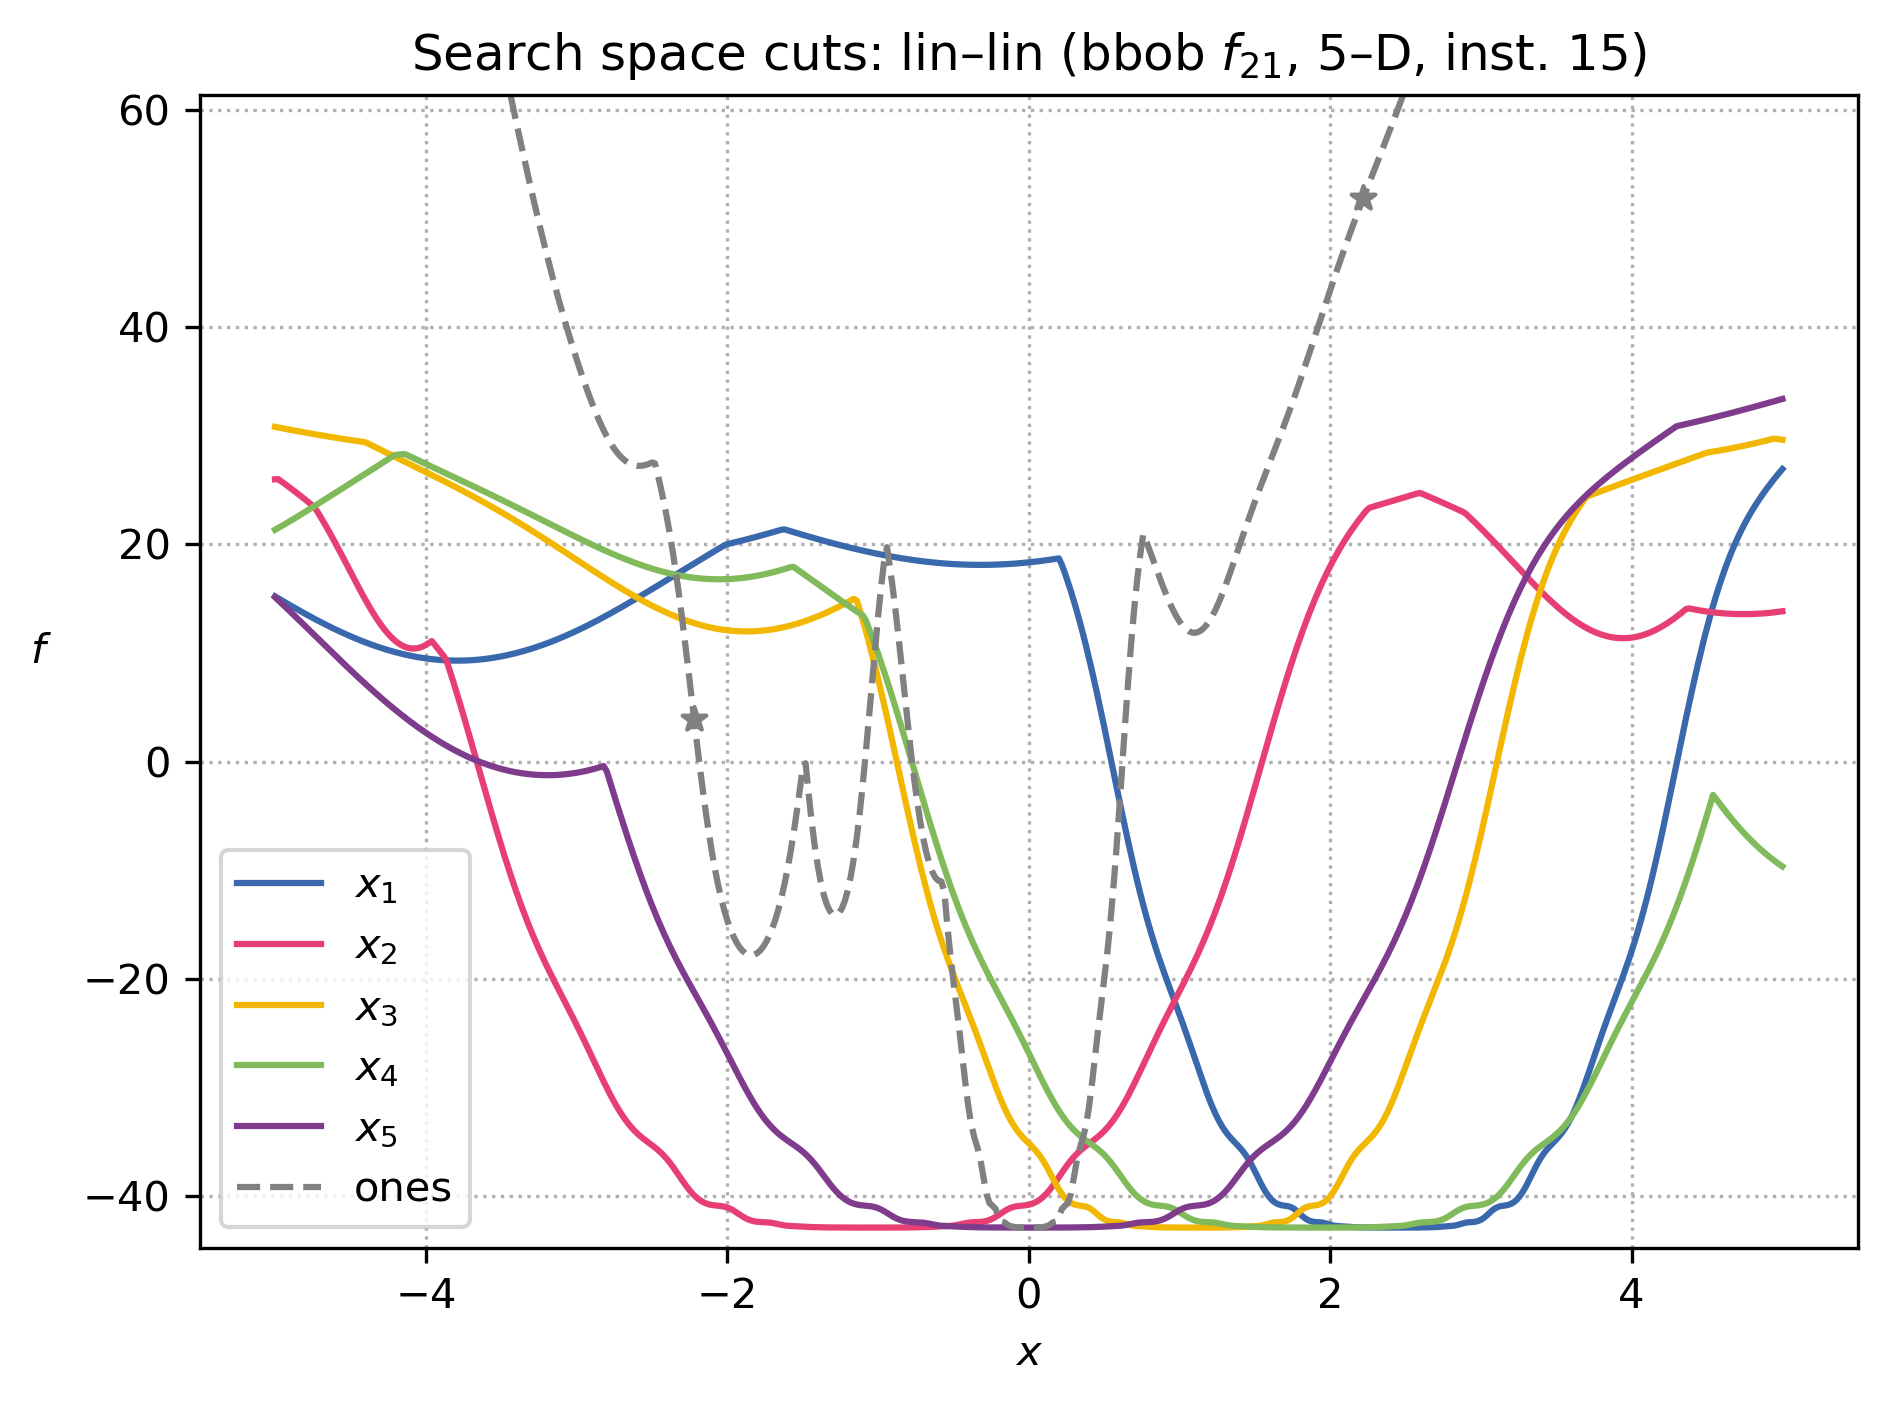 Search space cuts: lin–lin (bbob f21, 5–D, inst. 15)
60
40
20
0
−20
−40
f
x1
x2
x3
x4
x5
ones
−4
−2
0
2
4
x